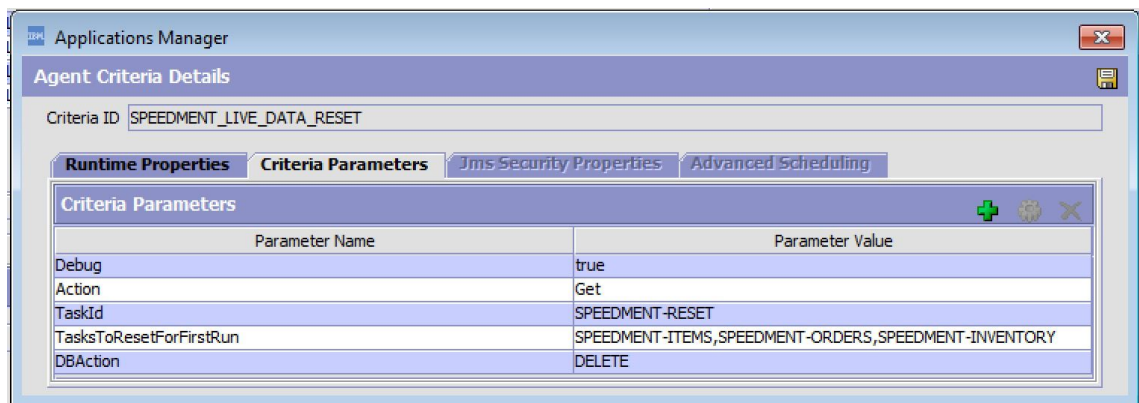 IBM Applications Manager
Agent Criteria Details
Criteria ID SPEEDMENT_LIVE_DATA_RESET
Runtime Properties Criteria Parameters Jms Security Properties Advanced Scheduling
Criteria Parameters
Parameter Name Parameter Value
Debug true
Action Get
TaskId SPEEDMENT-RESET
TasksToResetForFirstRun SPEEDMENT-ITEMS,SPEEDMENT-ORDERS,SPEEDMENT-INVENTORY
DBAction DELETE